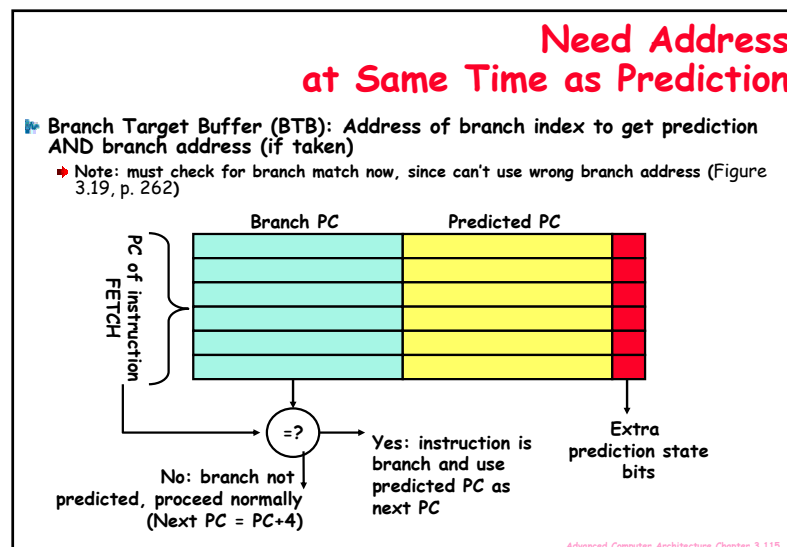 Need Address
at Same Time as Prediction
Branch Target Buffer (BTB): Address of branch index to get prediction
AND branch address (if taken)
Note: must check for branch match now, since can't use wrong branch address (Figure
3.19, p. 262)
Branch PC
Predicted PC
PC of instruction
FETCH
=?
Yes: instruction is
branch and use
predicted PC as
next PC
No: branch not
predicted, proceed normally
(Next PC = PC+4)
Extra
prediction state
bits
Advanced Computer Architecture Chapter 3.115